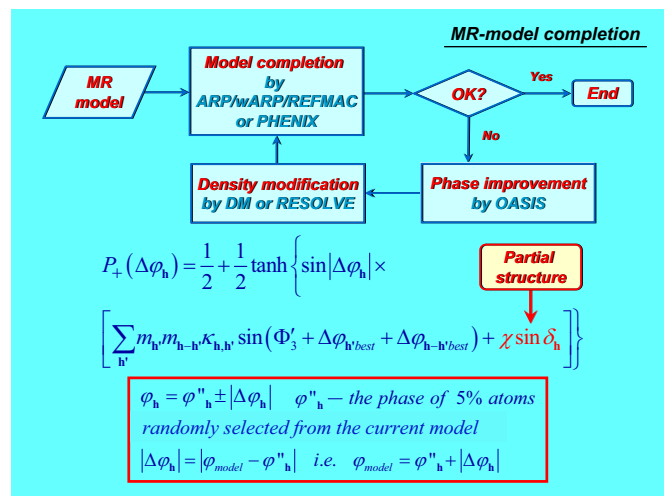 MR-model completion
MR
model
Model completion
by
ARP/wARP/REFMAC
or PHENIX
OK?
Yes
End
No
Density modification
by DM or RESOLVE
Phase improvement
by OASIS
P₊(Δφ_h) = 1/2 + 1/2 tanh { sin|Δφ_h| ×
Partial
structure
[ ∑_h' m_h' m_h-h' κ_h,h' sin(Φ'₃ + Δφ_h'best + Δφ_h-h'best) + χ sin δ_h ] }
φ_h = φ"_h ± |Δφ_h| φ"_h — the phase of 5% atoms
randomly selected from the current model
|Δφ_h| = |φ_model − φ"_h| i.e. φ_model = φ"_h + |Δφ_h|